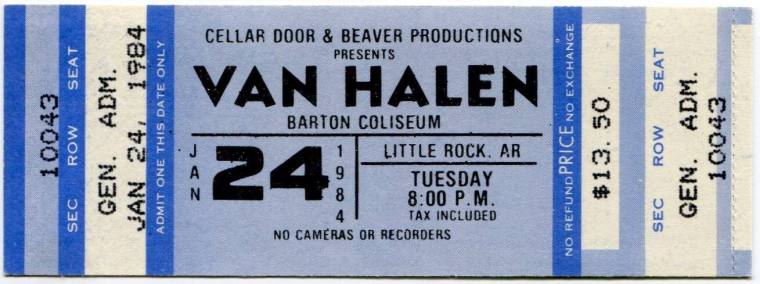 10043
SEC ROW SEAT
GEN. ADM.
JAN 24, 1984
ADMIT ONE THIS DATE ONLY
CELLAR DOOR & BEAVER PRODUCTIONS
PRESENTS
VAN HALEN
BARTON COLISEUM
JAN
24
1984
LITTLE ROCK, AR
TUESDAY
8:00 P.M.
TAX INCLUDED
NO CAMERAS OR RECORDERS
NO REFUND PRICE NO EXCHANGE
$13.50
SEC ROW SEAT
GEN. ADM.
10043